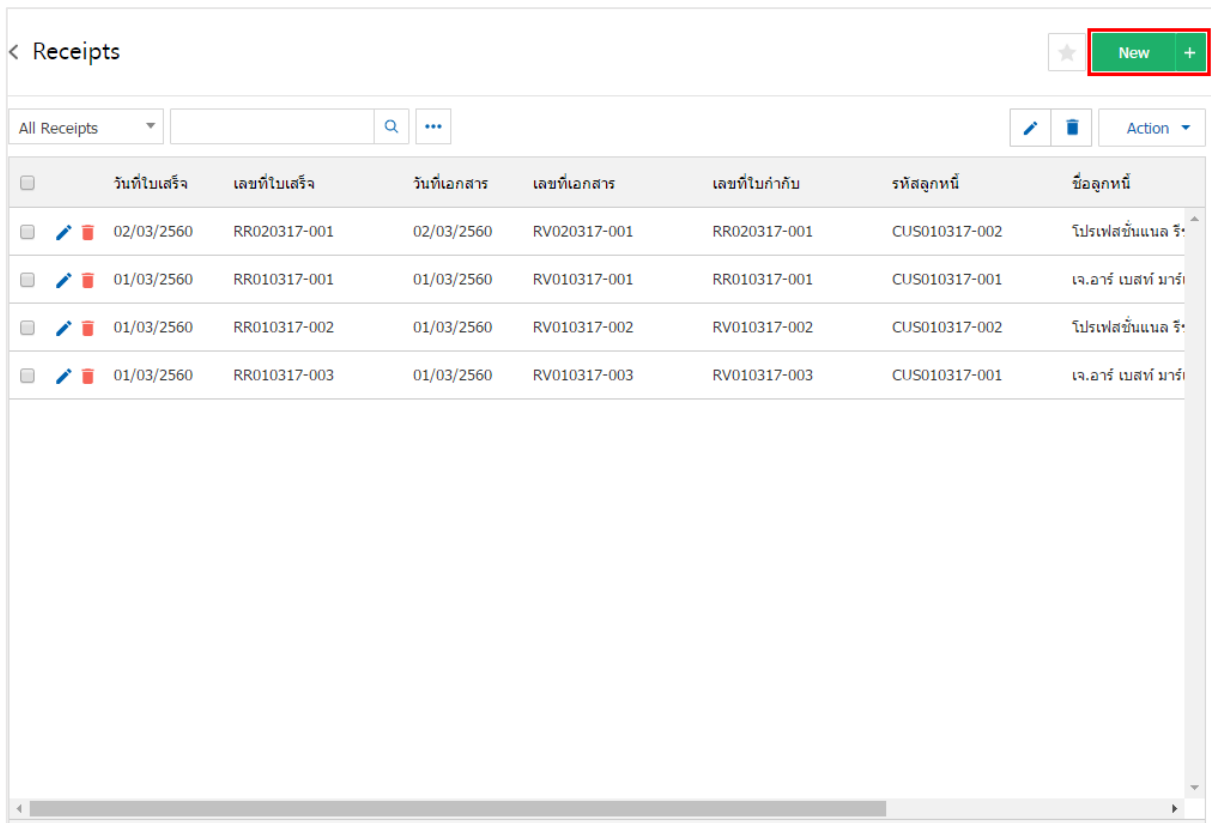 Receipts
New +
All Receipts
Action
วันที่ใบเสร็จ เลขที่ใบเสร็จ วันที่เอกสาร เลขที่เอกสาร เลขที่ใบกำกับ รหัสลูกหนี้ ชื่อลูกหนี้
02/03/2560 RR020317-001 02/03/2560 RV020317-001 RR020317-001 CUS010317-002 โปรเฟสชั่นแนล
01/03/2560 RR010317-001 01/03/2560 RV010317-001 RR010317-001 CUS010317-001 เจ.อาร์ เบสท์
01/03/2560 RR010317-002 01/03/2560 RV010317-002 RV010317-002 CUS010317-002 โปรเฟสชั่นแนล
01/03/2560 RR010317-003 01/03/2560 RV010317-003 RV010317-003 CUS010317-001 เจ.อาร์ เบสท์